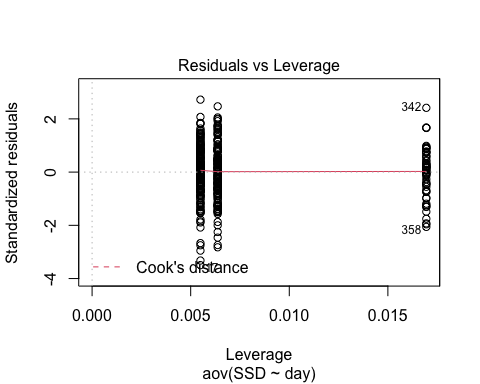 Residuals vs Leverage
Standardized residuals
2
0
-2
-4
342
358
Cook's distance
0.000 0.005 0.010 0.015
Leverage
aov(SSD ~ day)